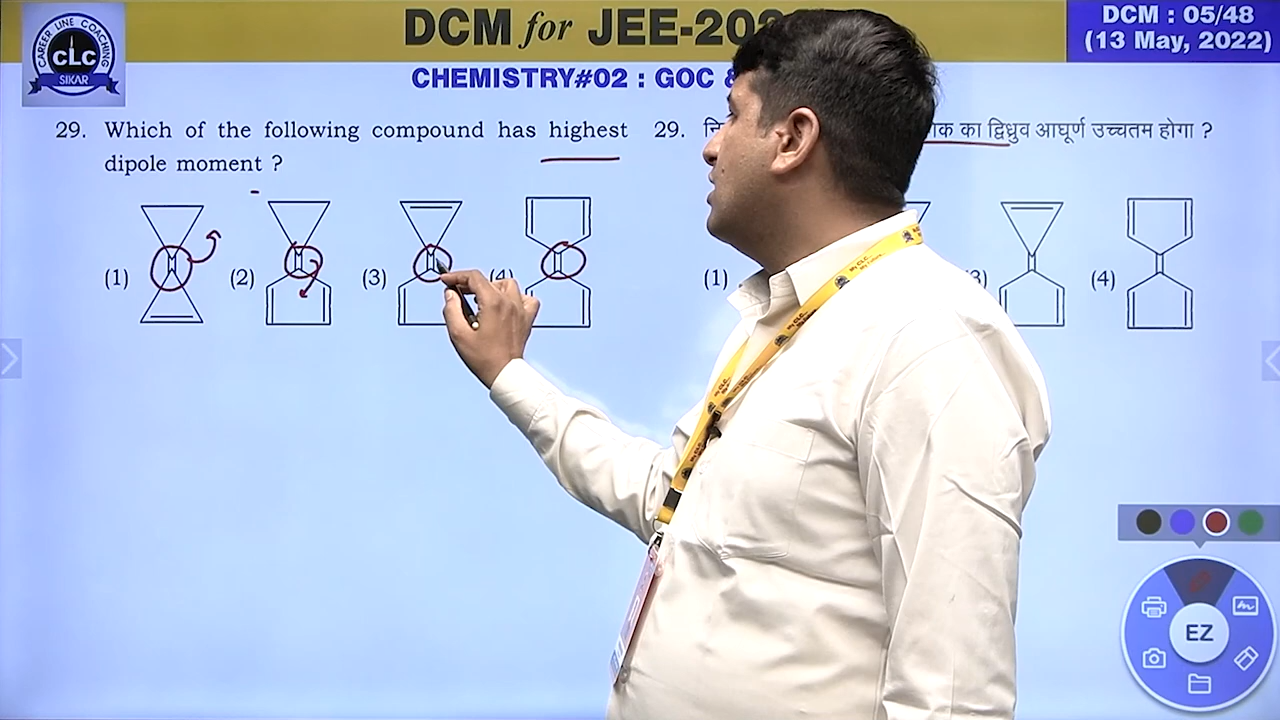 DCM for JEE-20
DCM : 05/48
(13 May, 2022)
CAREER LINE COACHING
CLC
SIKAR
CHEMISTRY#02 : GOC &
29. Which of the following compound has highest
dipole moment ?
(1)
(2)
(3)
(4)
29.
का द्विध्रुव आघूर्ण उच्चतम होगा ?
(1)
(4)
EZ